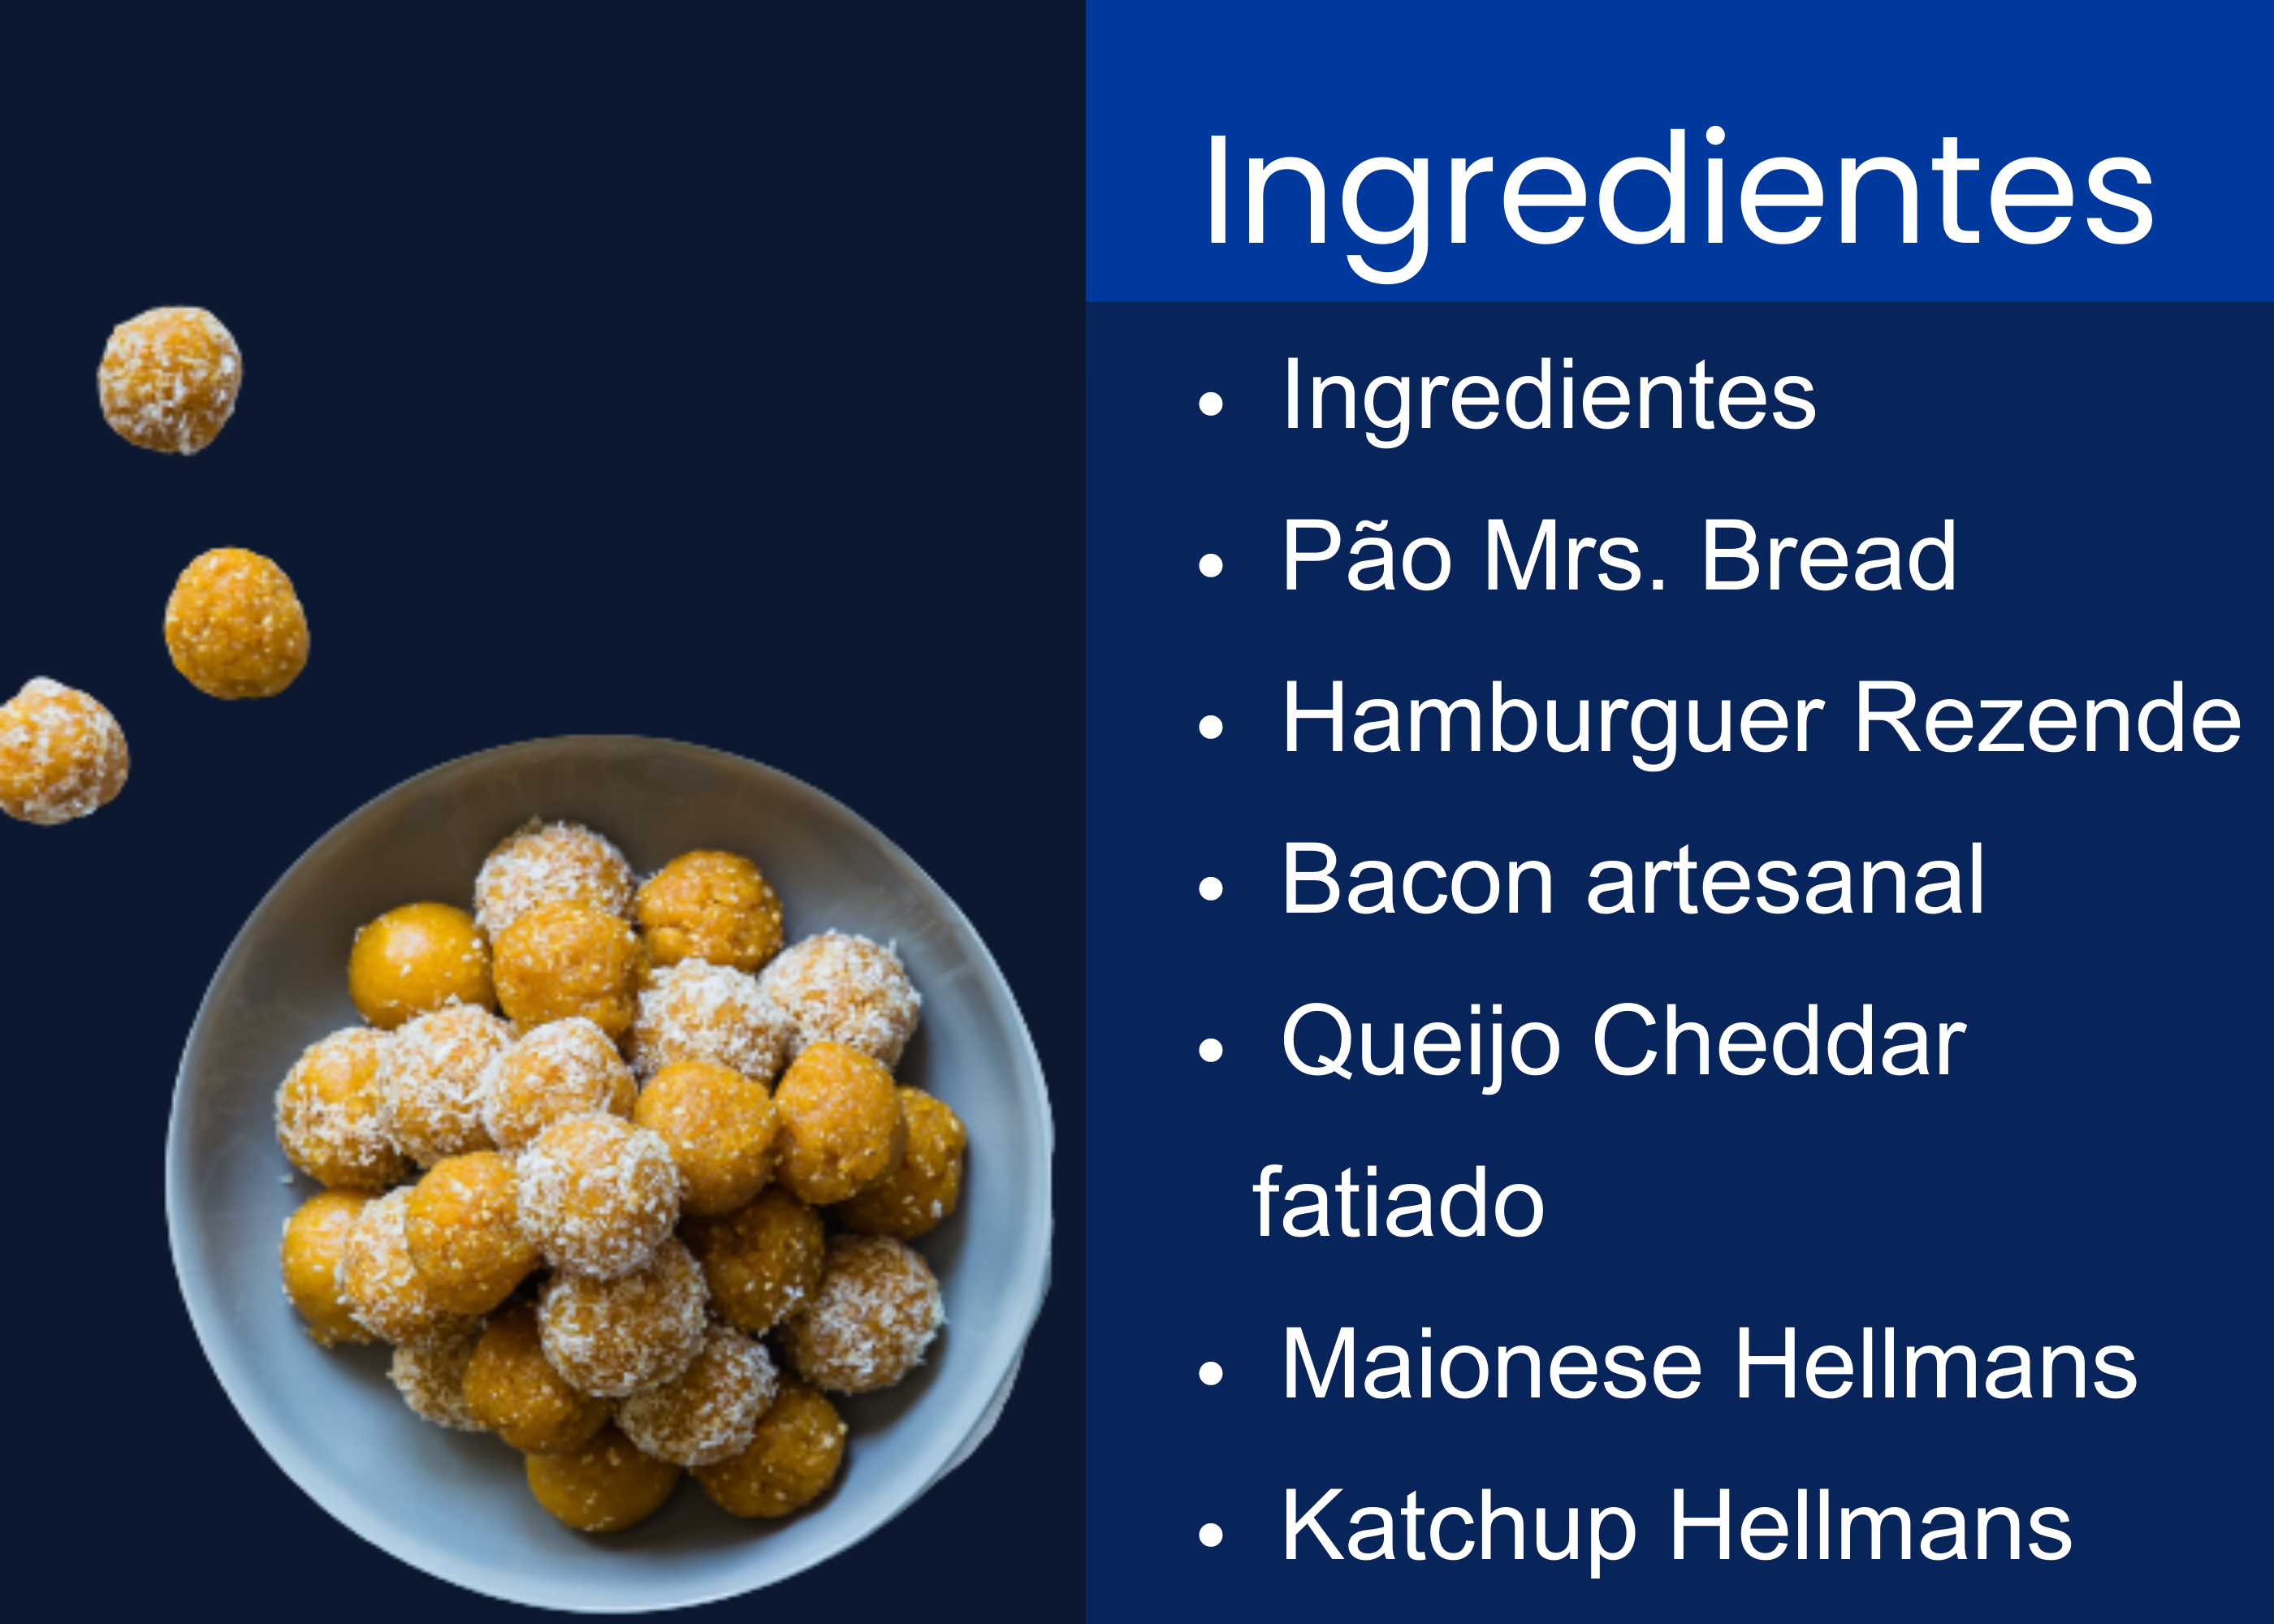 Ingredientes
• Ingredientes
• Pão Mrs. Bread
• Hamburguer Rezende
• Bacon artesanal
• Queijo Cheddar
fatiado
• Maionese Hellmans
• Katchup Hellmans